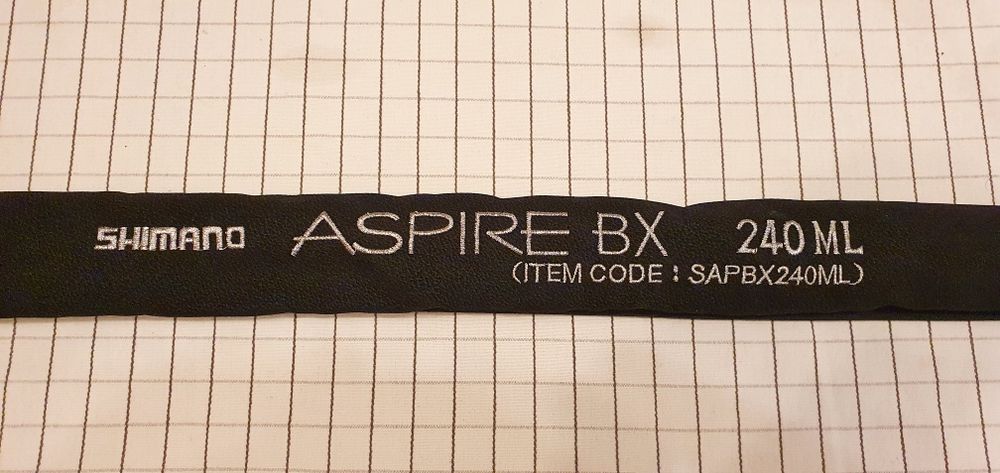 SHIMANO ASPIRE BX 240 ML
(ITEM CODE : SAPBX240ML)